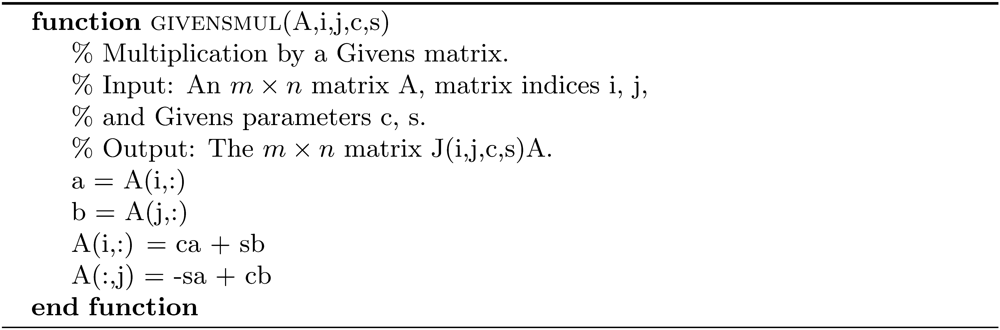 function GIVENSMUL(A,i,j,c,s)
% Multiplication by a Givens matrix.
% Input: An m × n matrix A, matrix indices i, j,
% and Givens parameters c, s.
% Output: The m × n matrix J(i,j,c,s)A.
a = A(i,:)
b = A(j,:)
A(i,:) = ca + sb
A(:,j) = -sa + cb
end function